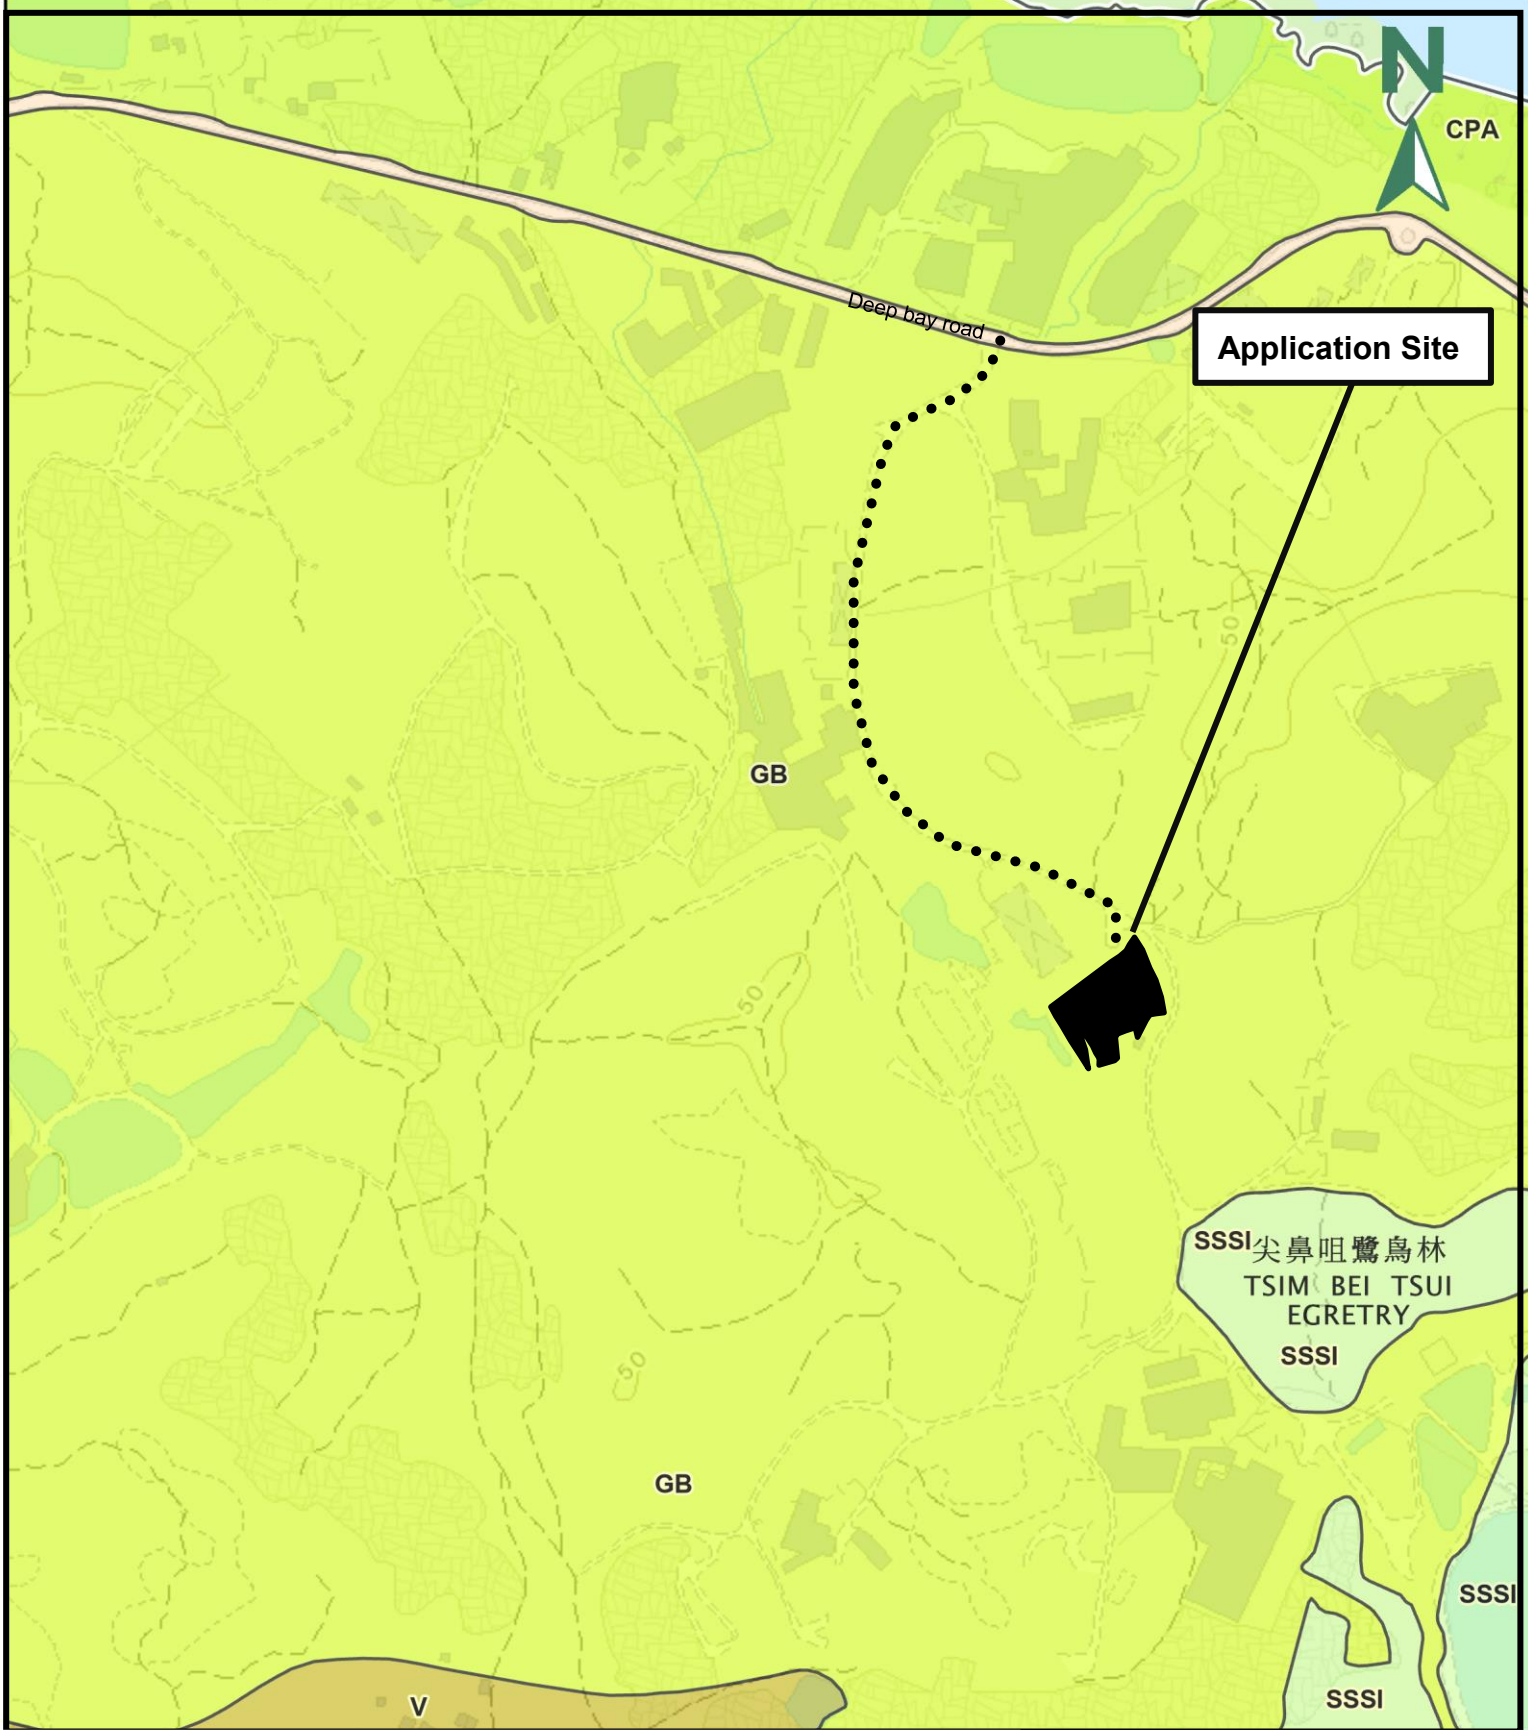 N
CPA
Deep bay road
Application Site
50
GB
50
SSSI
尖鼻咀鷺鳥林
TSIM BEI TSUI
EGRETRY
SSSI
50
GB
SSSI
SSSI
V